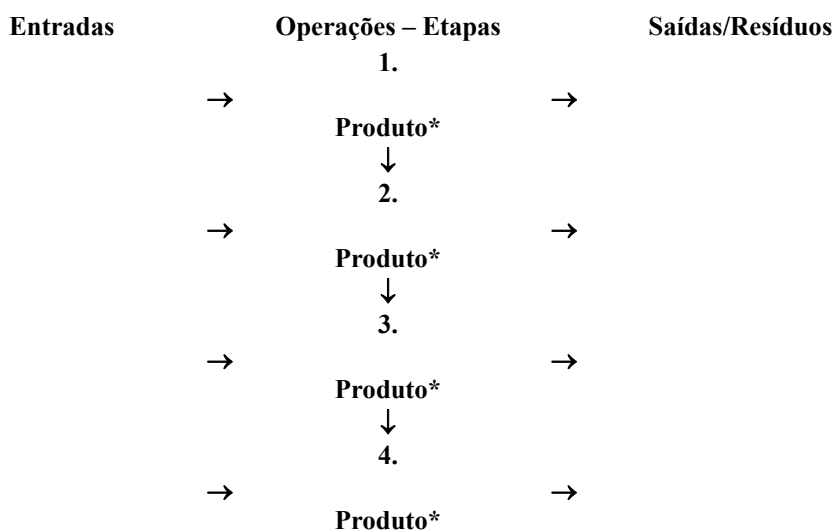 Entradas Operações – Etapas Saídas/Resíduos
1.
→ →
Produto*
↓
2.
→ →
Produto*
↓
3.
→ →
Produto*
↓
4.
→ →
Produto*